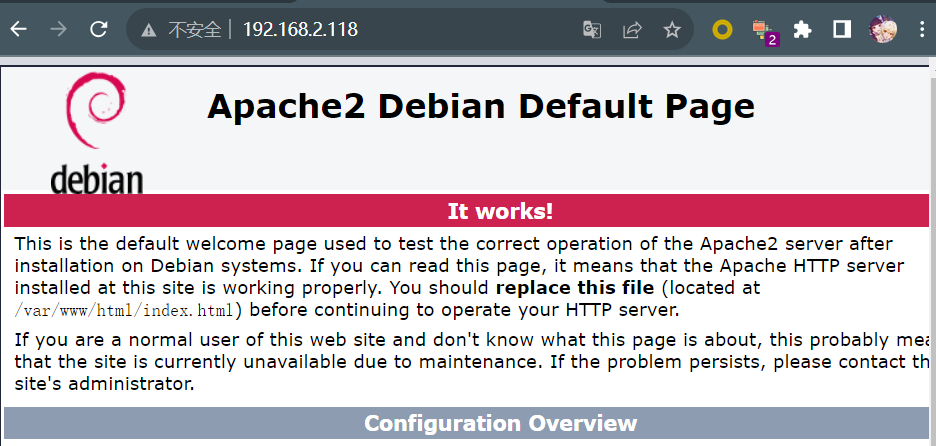 不安全 | 192.168.2.118
2
debian
Apache2 Debian Default Page
It works!
This is the default welcome page used to test the correct operation of the Apache2 server after
installation on Debian systems. If you can read this page, it means that the Apache HTTP server
installed at this site is working properly. You should replace this file (located at
/var/www/html/index.html) before continuing to operate your HTTP server.
If you are a normal user of this web site and don't know what this page is about, this probably mea
that the site is currently unavailable due to maintenance. If the problem persists, please contact th
site's administrator.
Configuration Overview